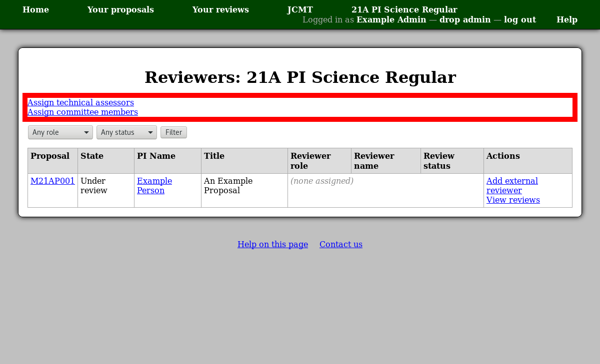 Home Your proposals Your reviews JCMT 21A PI Science Regular
Logged in as Example Admin — drop admin — log out Help
Reviewers: 21A PI Science Regular
Assign technical assessors
Assign committee members
Any role Any status Filter
Proposal State PI Name Title Reviewer role Reviewer name Review status Actions
M21AP001 Under review Example Person An Example Proposal (none assigned) Add external reviewer
View reviews
Help on this page Contact us